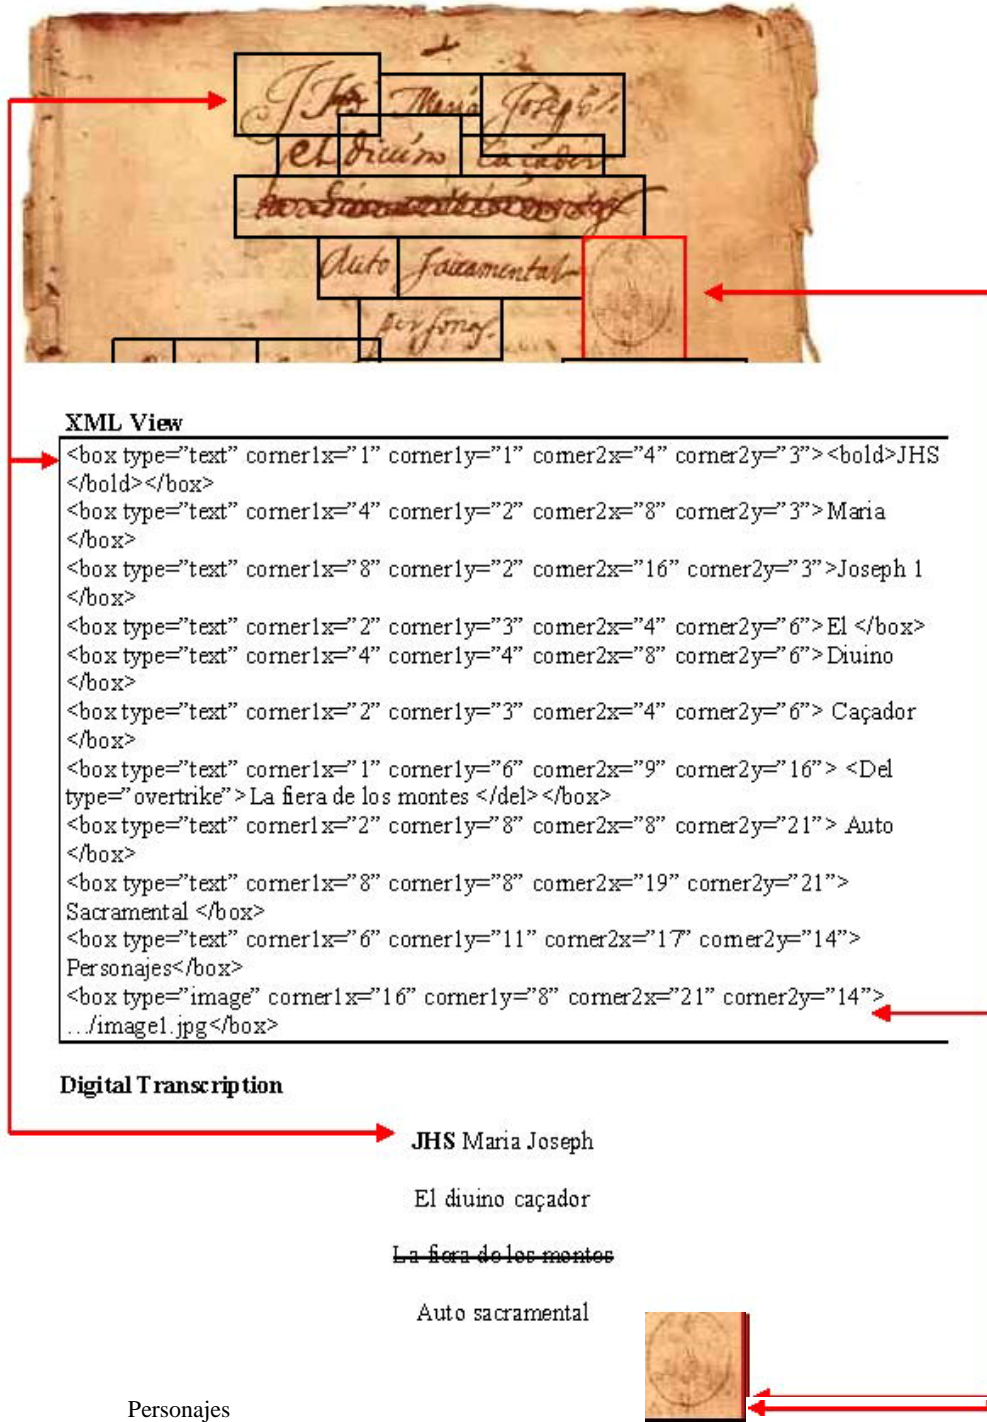 JHS Maria Joseph
el diuino caçador
Auto sacramental
personas.
XML View
<box type="text" corner1x="1" corner1y="1" corner2x="4" corner2y="3"><bold>JHS
</bold></box>
<box type="text" corner1x="4" corner1y="2" corner2x="8" corner2y="3">Maria
</box>
<box type="text" corner1x="8" corner1y="2" corner2x="16" corner2y="3">Joseph 1
</box>
<box type="text" corner1x="2" corner1y="3" corner2x="4" corner2y="6">El </box>
<box type="text" corner1x="4" corner1y="4" corner2x="8" corner2y="6">Diuino
</box>
<box type="text" corner1x="2" corner1y="3" corner2x="4" corner2y="6"> Caçador
</box>
<box type="text" corner1x="1" corner1y="6" corner2x="9" corner2y="16"> <Del
type="overtrike">La fiera de los montes </del></box>
<box type="text" corner1x="2" corner1y="8" corner2x="8" corner2y="21"> Auto
</box>
<box type="text" corner1x="8" corner1y="8" corner2x="19" corner2y="21">
Sacramental </box>
<box type="text" corner1x="6" corner1y="11" corner2x="17" corner2y="14">
Personajes</box>
<box type="image" corner1x="16" corner1y="8" corner2x="21" corner2y="14">
…/image1.jpg</box>
Digital Transcription
JHS Maria Joseph
El diuino caçador
La fiera de los montes
Auto sacramental
Personajes